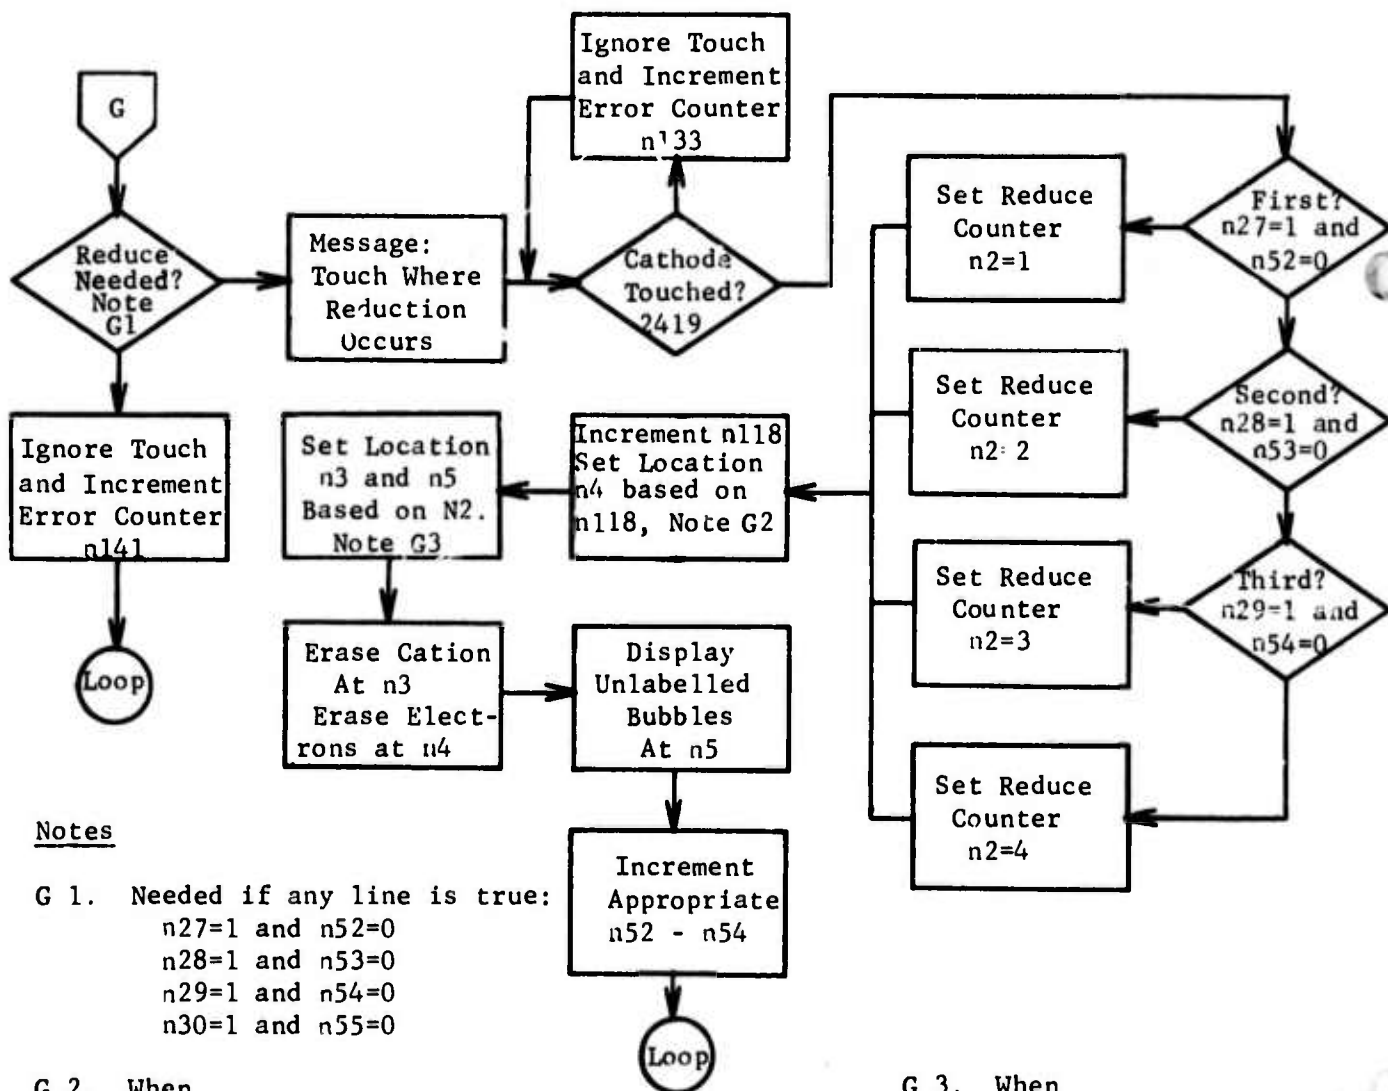 G
Reduce
Needed?
Note
G1
Message:
Touch Where
Reduction
Occurs
Ignore Touch
and Increment
Error Counter
n133
Cathode
Touched?
2419
First?
n27=1 and
n52=0
Set Reduce
Counter
n2=1
Second?
n28=1 and
n53=0
Set Reduce
Counter
n2=2
Third?
n29=1 and
n54=0
Set Reduce
Counter
n2=3
Set Reduce
Counter
n2=4
Increment n118
Set Location
n4 based on
n118, Note G2
Set Location
n3 and n5
Based on N2.
Note G3
Ignore Touch
and Increment
Error Counter
n141
Loop
Erase Cation
At n3
Erase Elect-
rons at n4
Display
Unlabelled
Bubbles
At n5
Increment
Appropriate
n52 - n54
Loop
Notes
G 1. Needed if any line is true:
n27=1 and n52=0
n28=1 and n53=0
n29=1 and n54=0
n30=1 and n55=0
G 2. When
G 3. When